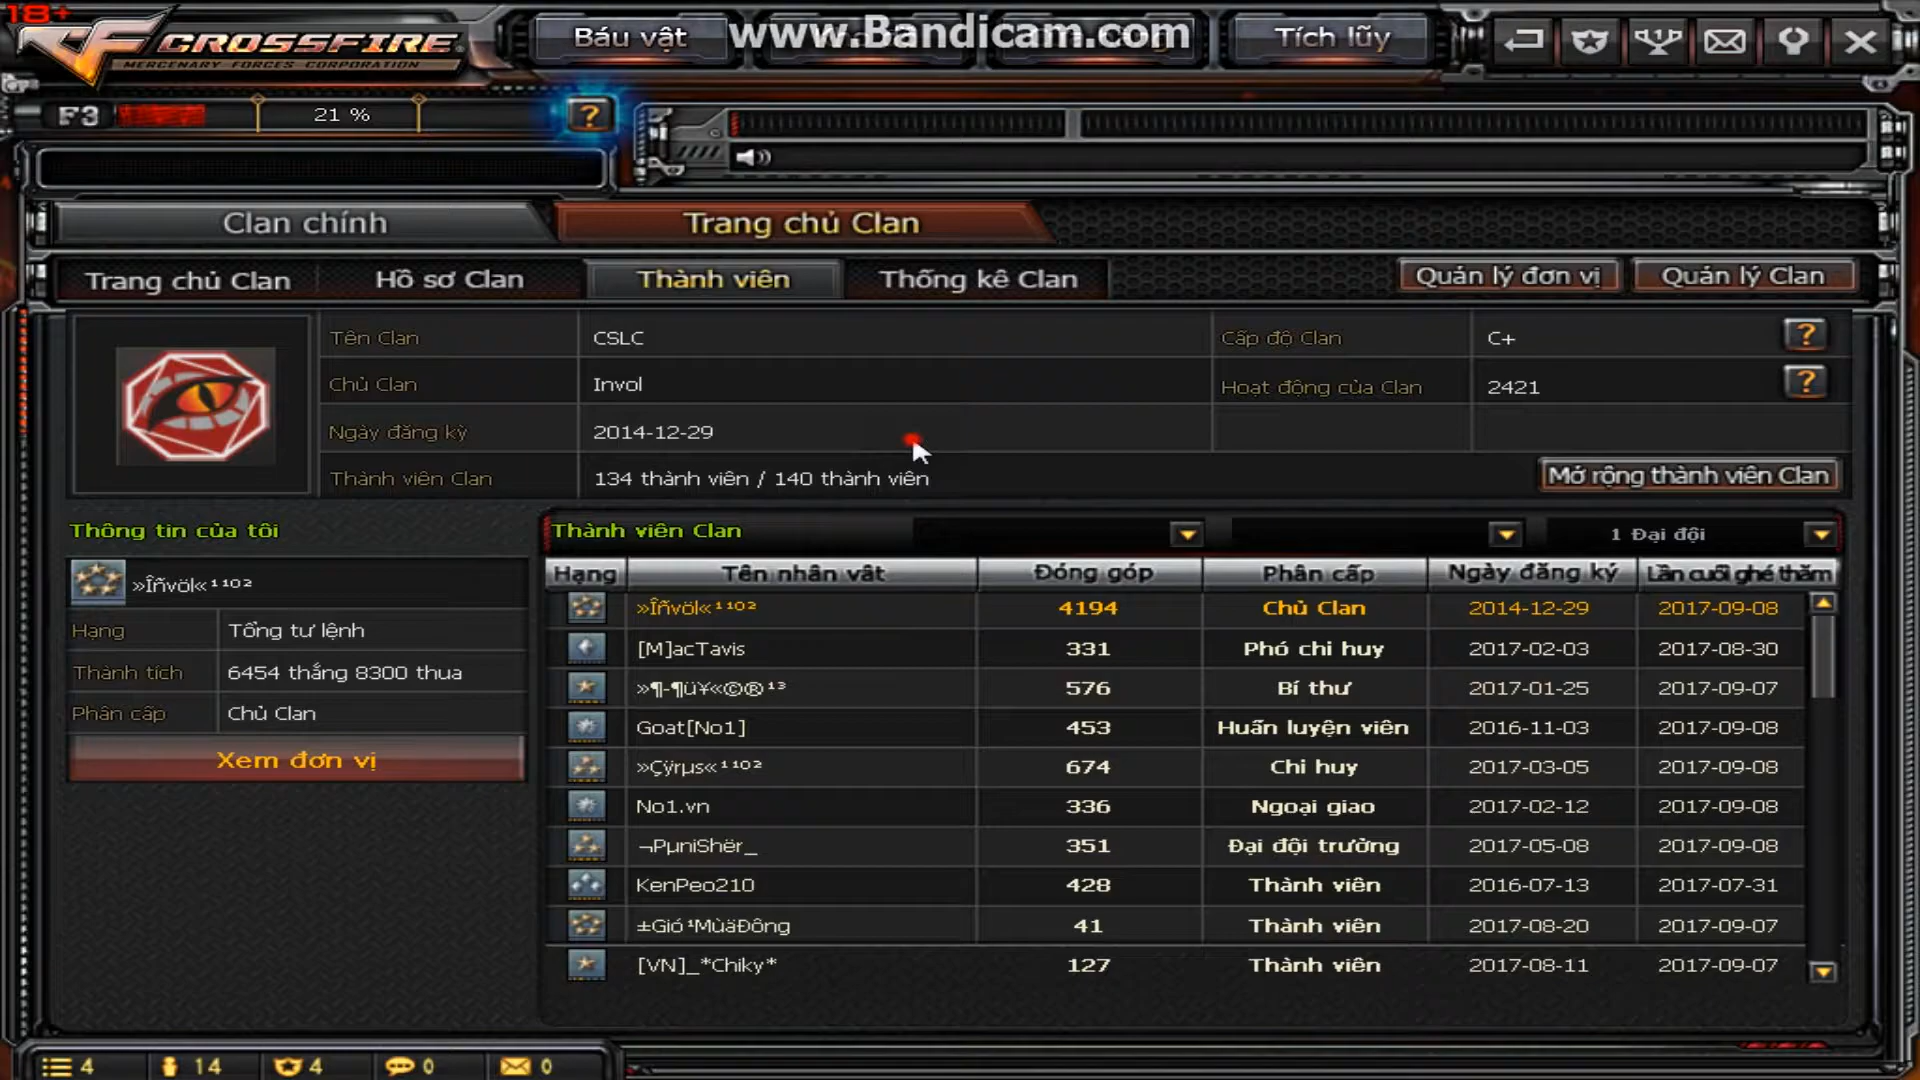 18+
CROSSFIRE
MERCENARY FORCES CORPORATION
Báu vật
www.Bandicam.com
Tích lũy
F3
21 %
?
Clan chính
Trang chủ Clan
Trang chủ Clan
Hồ sơ Clan
Thành viên
Thống kê Clan
Quản lý đơn vị
Quản lý Clan
Tên Clan
CSLC
Cấp độ Clan
C+
?
Chủ Clan
Invol
Hoạt động của Clan
2421
?
Ngày đăng ký
2014-12-29
Thành viên Clan
134 thành viên / 140 thành viên
Mở rộng thành viên Clan
Thông tin của tôi
»Îñvöl«¹¹⁰²
Hạng
Tổng tư lệnh
Thành tích
6454 thắng 8300 thua
Phân cấp
Chủ Clan
Xem đơn vị
Thành viên Clan
1 Đại đội
Hạng Tên nhân vật Đóng góp Phân cấp Ngày đăng ký Lần cuối ghé thăm
»Îñvöl«¹¹⁰² 4194 Chủ Clan 2014-12-29 2017-09-08
[M]acTavis 331 Phó chỉ huy 2017-02-03 2017-08-30
»¶-¶ü¥«©®¹³ 576 Bí thư 2017-01-25 2017-09-07
Goat[No1] 453 Huấn luyện viên 2016-11-03 2017-09-08
»Çÿrµs«¹¹⁰² 674 Chỉ huy 2017-03-05 2017-09-08
No1.vn 336 Ngoại giao 2017-02-12 2017-09-08
¬PµniShër_ 351 Đại đội trưởng 2017-05-08 2017-09-08
KenPeo210 428 Thành viên 2016-07-13 2017-07-31
±Gió¹MùäĐông 41 Thành viên 2017-08-20 2017-09-07
[VN]_*Chiky* 127 Thành viên 2017-08-11 2017-09-07
4
14
4
0
0